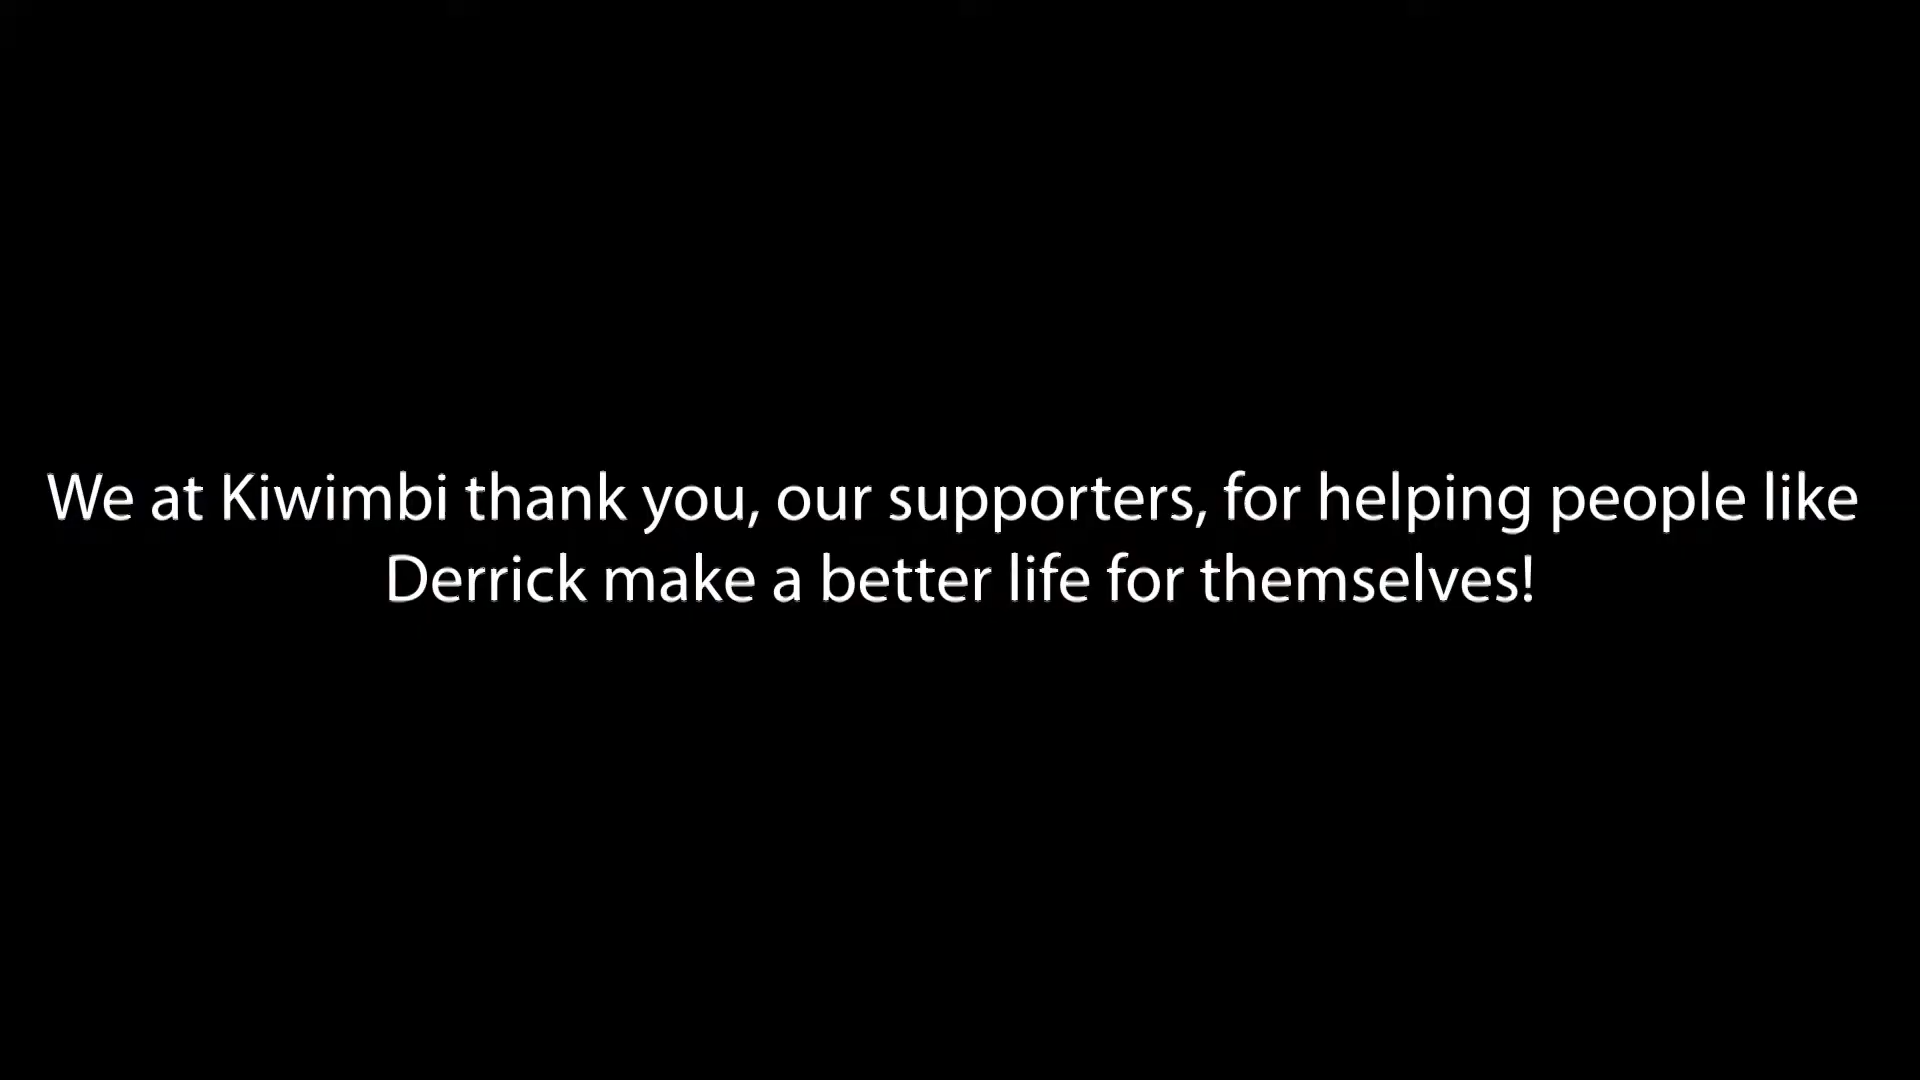 We at Kiwimbi thank you, our supporters, for helping people like
Derrick make a better life for themselves!